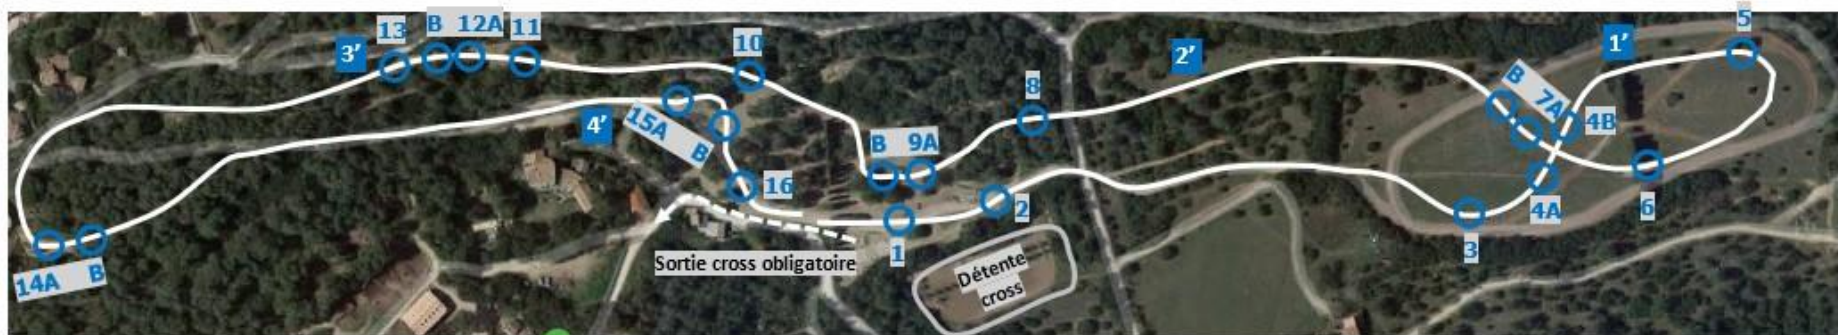 13
B 12A
11
3’
10
8
2’
1’
5
B 7A
4B
15A B
4’
B 9A
16
2
1
4A
6
3
14A B
Sortie cross obligatoire
Détente
cross